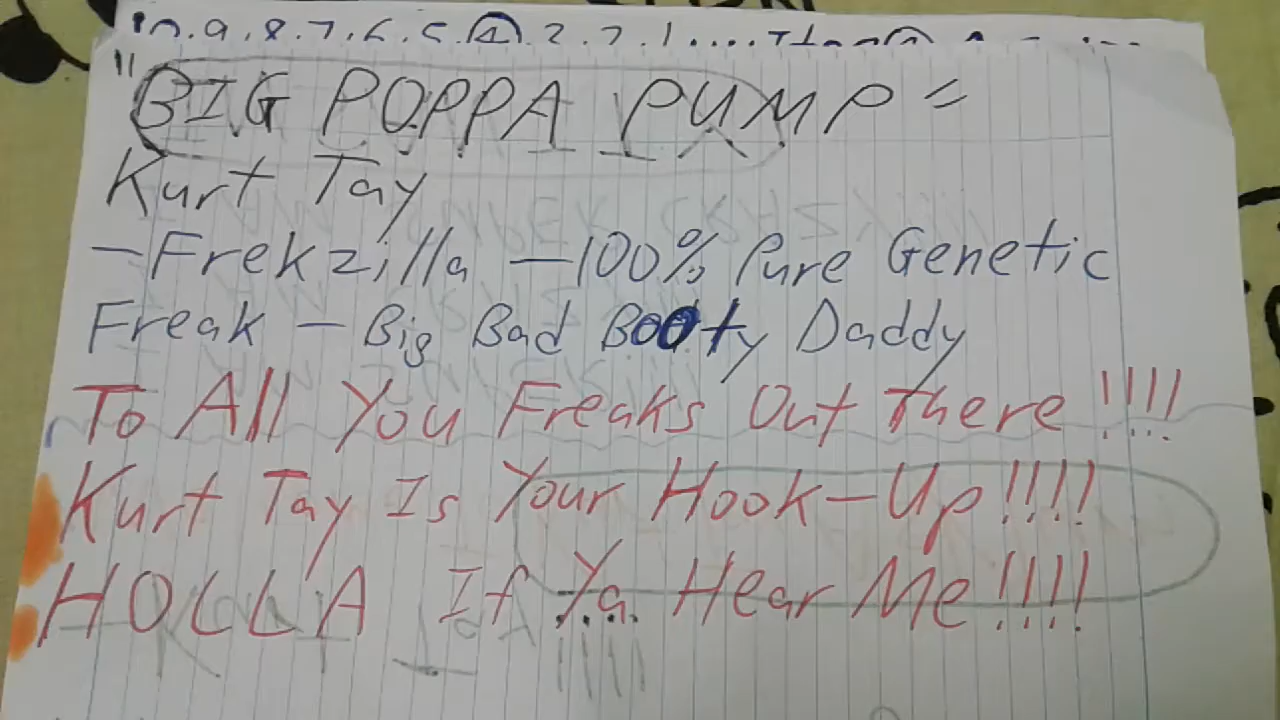 "BIG POPPA PUMP =
Kurt Tay
- Frekzilla - 100% Pure Genetic
Freak - Big Bad Booty Daddy
To All You Freaks Out There !!!!
Kurt Tay Is Your Hook-Up!!!!
HOLLA If Ya Hear Me!!!!